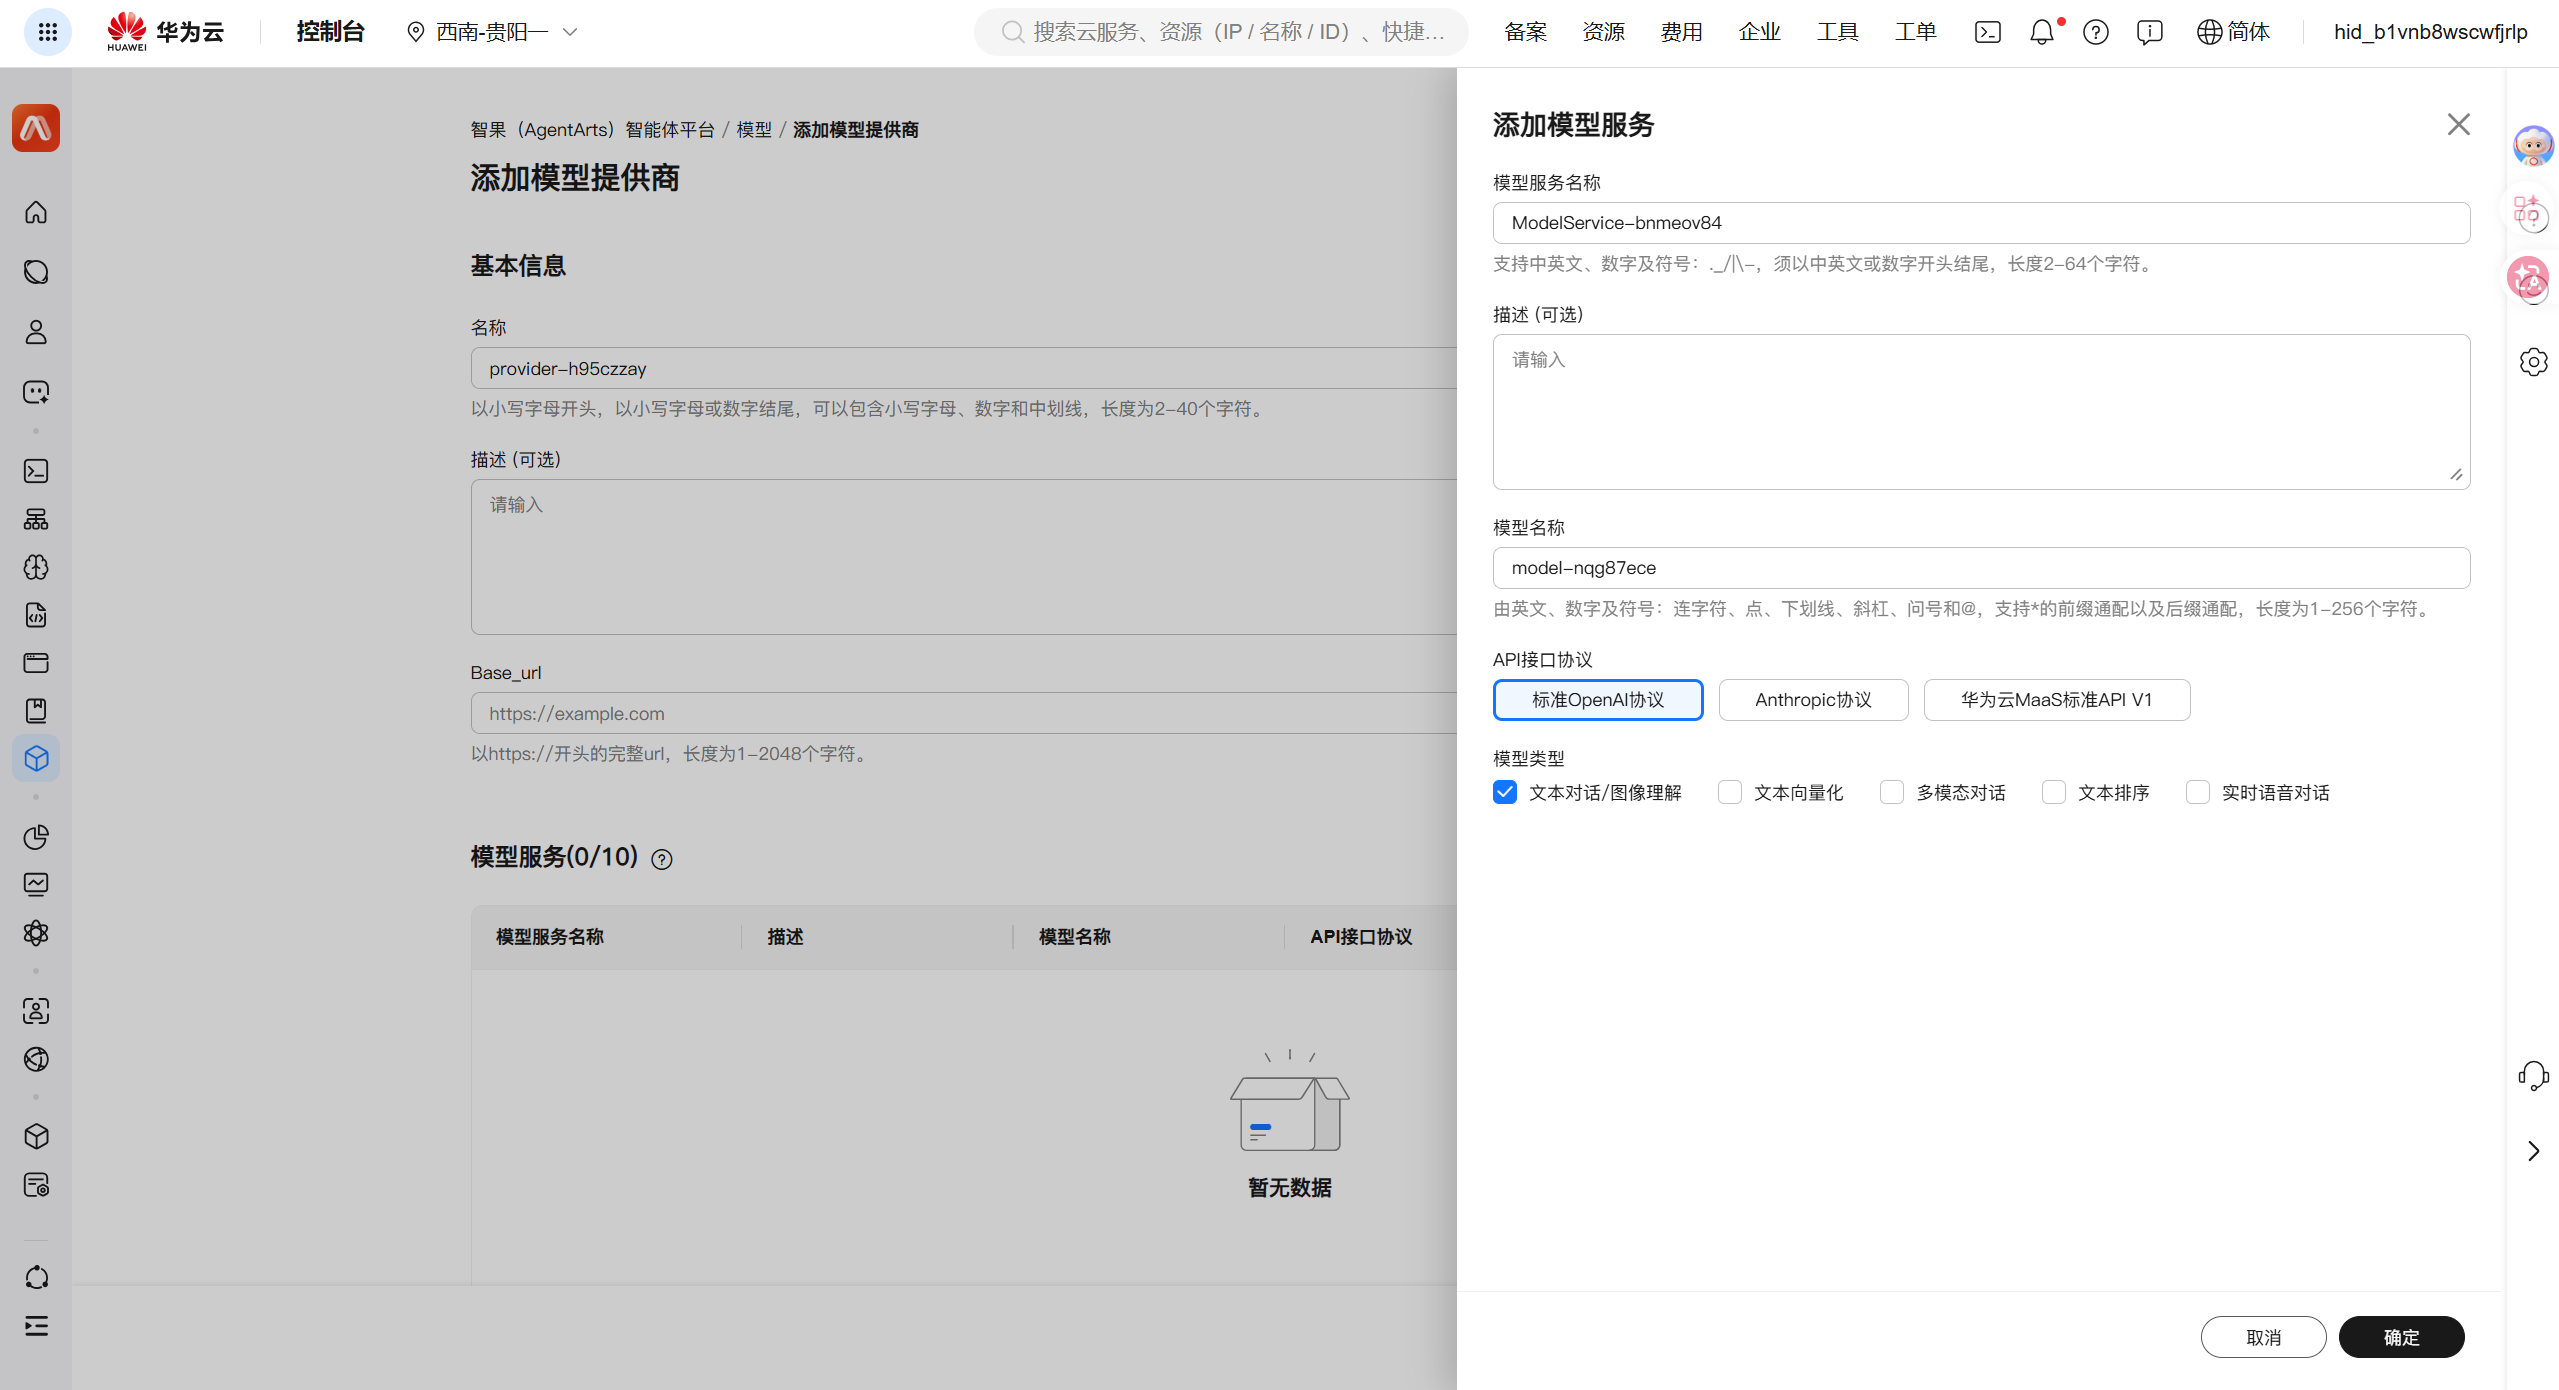 HUAWEI 华为云 控制台 西南-贵阳一 搜索云服务、资源（IP / 名称 / ID）、快捷... 备案 资源 费用 企业 工具 工单 简体 hid_b1vnb8wscwfjrlp
智果（AgentArts）智能体平台 / 模型 / 添加模型提供商
添加模型提供商
基本信息
名称
provider-h95czzay
以小写字母开头，以小写字母或数字结尾，可以包含小写字母、数字和中划线，长度为2-40个字符。
描述 (可选)
请输入
Base_url
https://example.com
以https://开头的完整url，长度为1-2048个字符。
模型服务(0/10)
模型服务名称 描述 模型名称 API接口协议
暂无数据
添加模型服务
模型服务名称
ModelService-bnmeov84
支持中英文、数字及符号：._/|\-，须以中英文或数字开头结尾，长度2-64个字符。
描述 (可选)
请输入
模型名称
model-nqg87ece
由英文、数字及符号：连字符、点、下划线、斜杠、问号和@，支持*的前缀通配以及后缀通配，长度为1-256个字符。
API接口协议
标准OpenAI协议 Anthropic协议 华为云MaaS标准API V1
模型类型
文本对话/图像理解 文本向量化 多模态对话 文本排序 实时语音对话
取消 确定